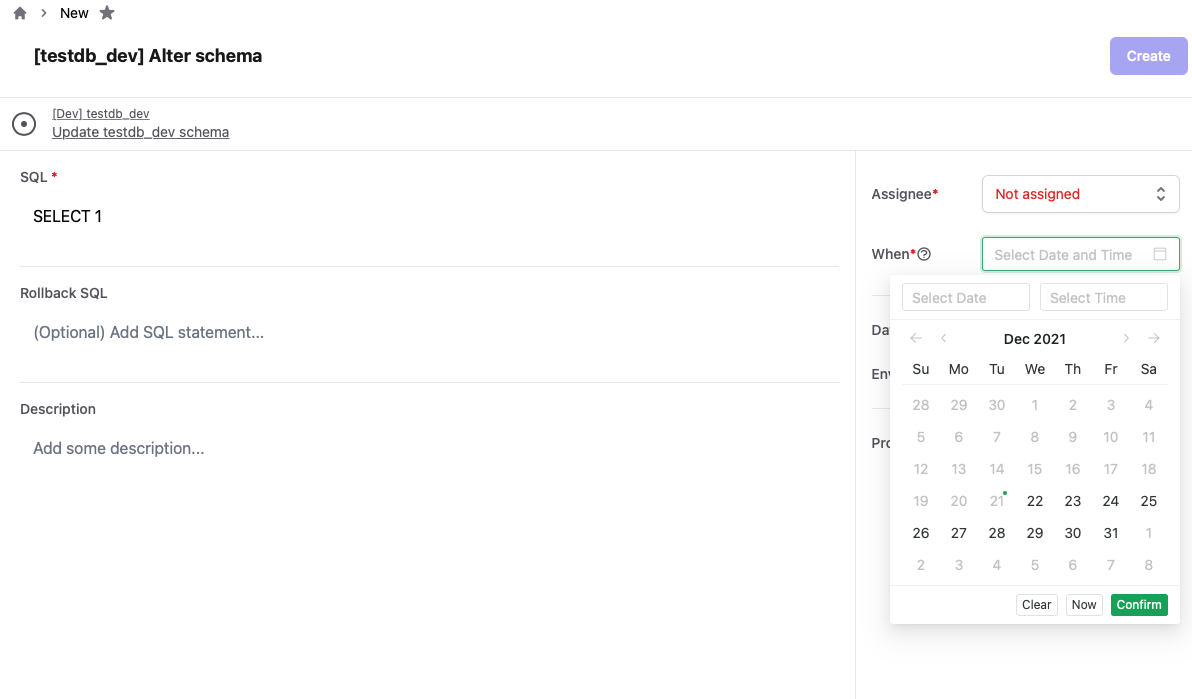 New
[testdb_dev] Alter schema
Create
[Dev] testdb_dev
Update testdb_dev schema
SQL *
SELECT 1
Rollback SQL
(Optional) Add SQL statement...
Description
Add some description...
Assignee*
Not assigned
When*
Select Date and Time
Select Date Select Time
Dec 2021
Su Mo Tu We Th Fr Sa
28 29 30 1 2 3 4
5 6 7 8 9 10 11
12 13 14 15 16 17 18
19 20 21 22 23 24 25
26 27 28 29 30 31 1
2 3 4 5 6 7 8
Clear Now Confirm